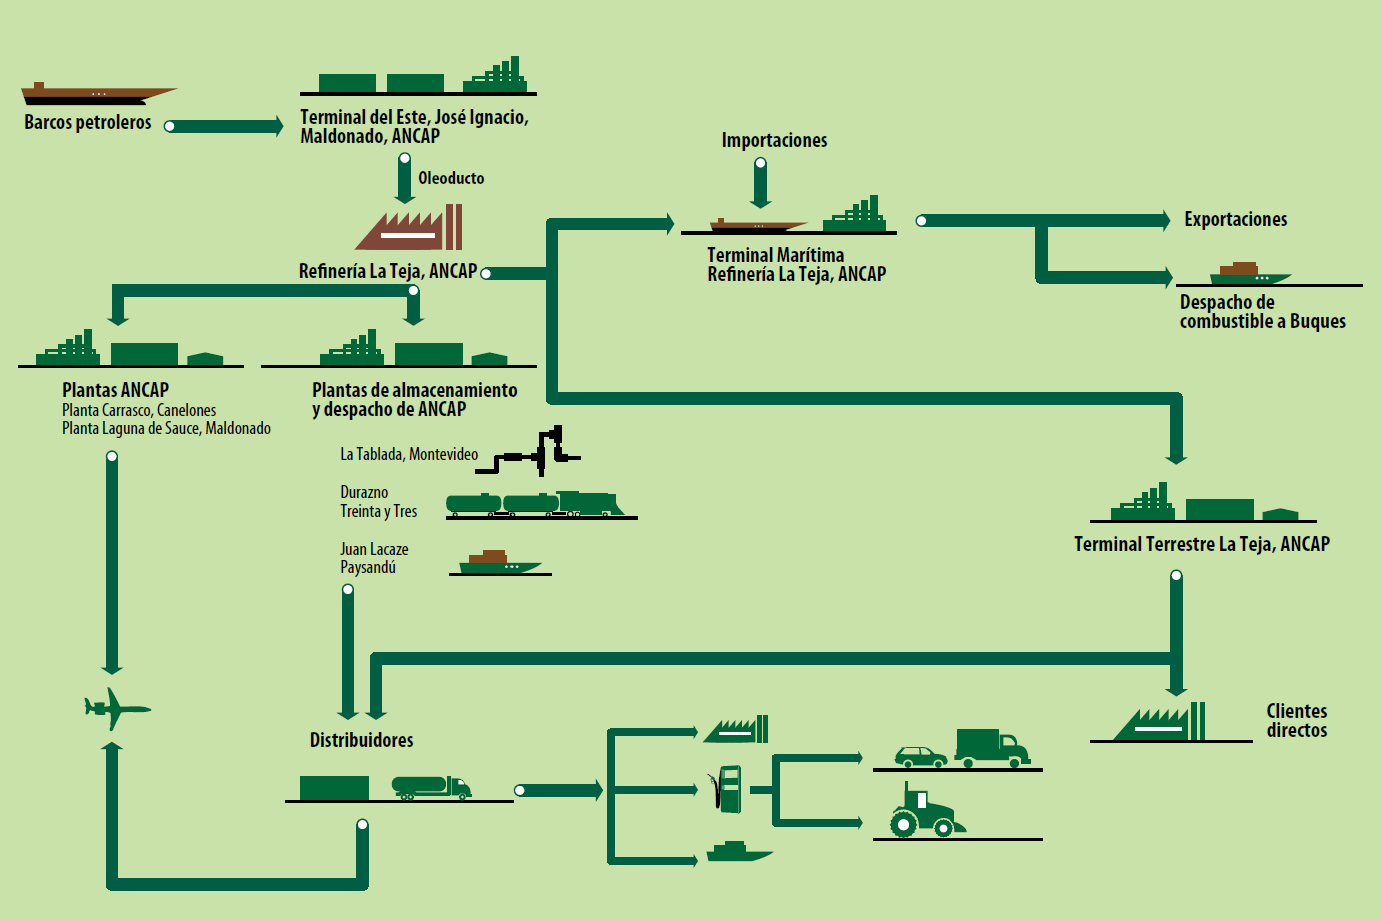 Barcos petroleros
Terminal del Este, José Ignacio,
Maldonado, ANCAP
Oleoducto
Refinería La Teja, ANCAP
Importaciones
Terminal Marítima
Refinería La Teja, ANCAP
Exportaciones
Despacho de
combustible a Buques
Plantas ANCAP
Planta Carrasco, Canelones
Planta Laguna de Sauce, Maldonado
Plantas de almacenamiento
y despacho de ANCAP
La Tablada, Montevideo
Durazno
Treinta y Tres
Juan Lacaze
Paysandú
Terminal Terrestre La Teja, ANCAP
Distribuidores
Clientes
directos